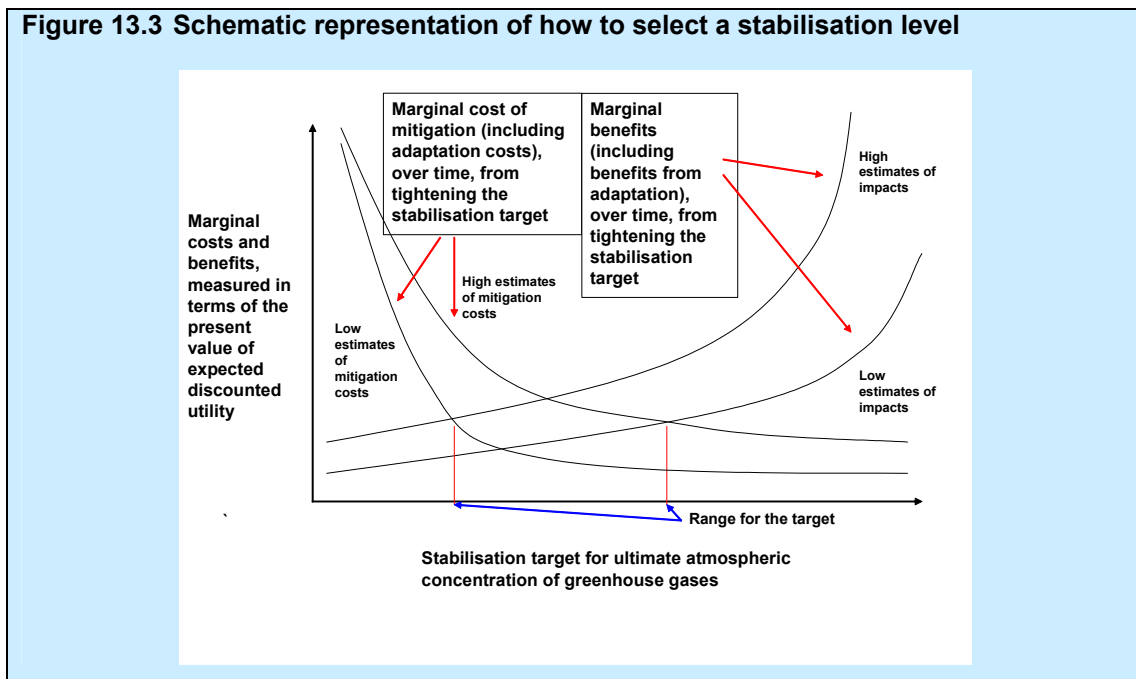 Figure 13.3 Schematic representation of how to select a stabilisation level
Marginal cost of
mitigation (including
adaptation costs),
over time, from
tightening the
stabilisation target
Marginal
benefits
(including
benefits from
adaptation),
over time, from
tightening the
stabilisation
target
High
estimates of
impacts
Marginal
costs and
benefits,
measured in
terms of the
present
value of
expected
discounted
utility
High estimates
of mitigation
costs
Low
estimates
of
mitigation
costs
Low
estimates of
impacts
`
Range for the target
Stabilisation target for ultimate atmospheric
concentration of greenhouse gases